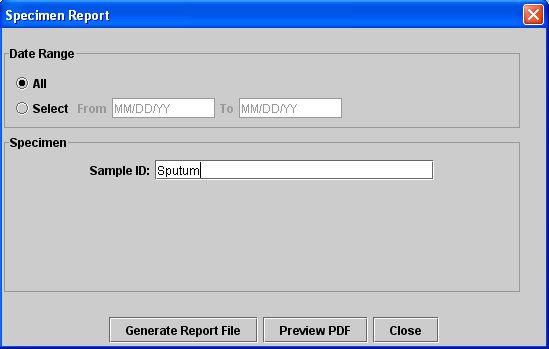 Specimen Report
Date Range
All
Select From MM/DD/YY To MM/DD/YY
Specimen
Sample ID: Sputum
Generate Report File Preview PDF Close